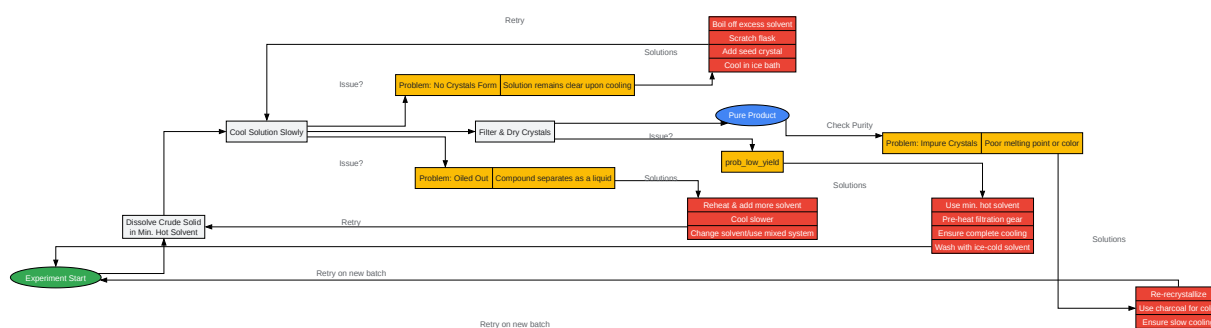 Retry
Boil off excess solvent
Scratch flask
Add seed crystal
Cool in ice bath
Solutions
Issue?
Problem: No Crystals Form
Solution remains clear upon cooling
Pure Product
Cool Solution Slowly
Filter & Dry Crystals
Issue?
Check Purity
Problem: Impure Crystals
Poor melting point or color
prob_low_yield
Issue?
Problem: Oiled Out
Compound separates as a liquid
Solutions
Solutions
Reheat & add more solvent
Cool slower
Change solvent/use mixed system
Use min. hot solvent
Pre-heat filtration gear
Ensure complete cooling
Wash with ice-cold solvent
Dissolve Crude Solid
in Min. Hot Solvent
Retry
Solutions
Experiment Start
Retry on new batch
Re-recrystallize
Use charcoal for
Ensure slow cooling
Retry on new batch